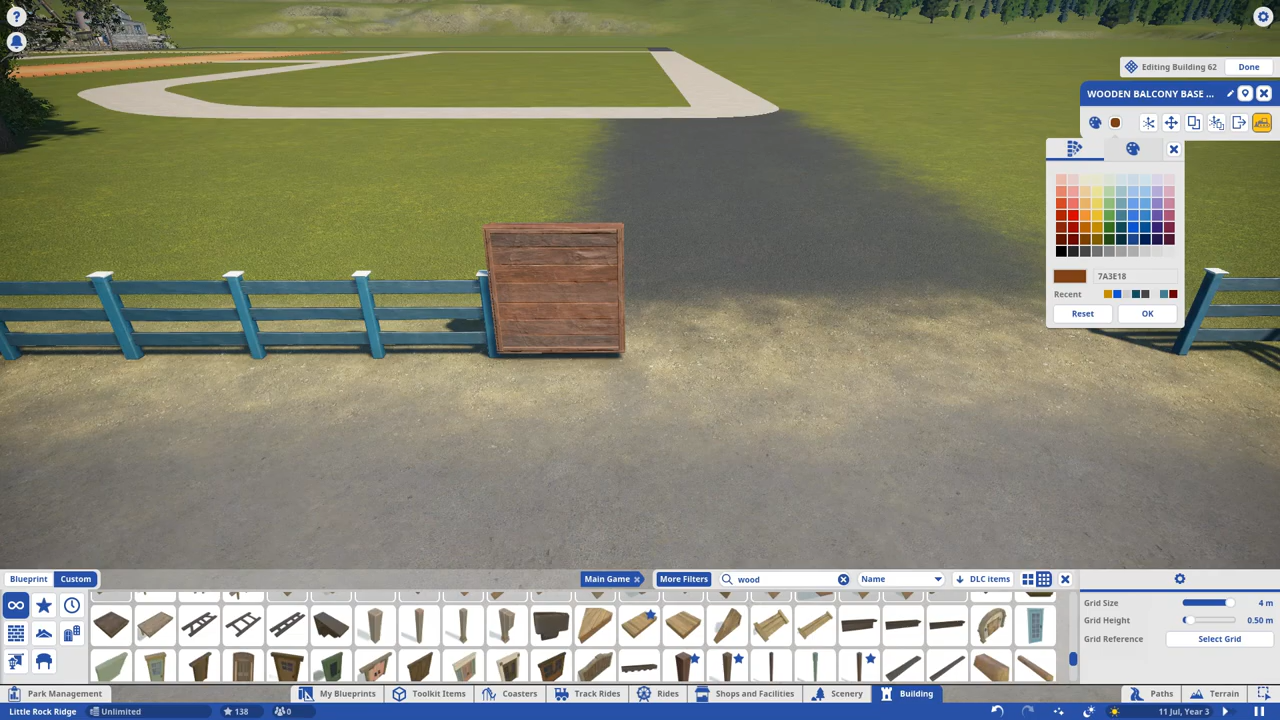 ?
Editing Building 62
Done
WOODEN BALCONY BASE ...
7A3E18
Recent
Reset
OK
Blueprint
Custom
Main Game
More Filters
wood
Name
DLC items
Grid Size
4 m
Grid Height
0.50 m
Grid Reference
Select Grid
Park Management
My Blueprints
Toolkit Items
Coasters
Track Rides
Rides
Shops and Facilities
Scenery
Building
Paths
Terrain
Little Rock Ridge
Unlimited
138
0
11 Jul, Year 3